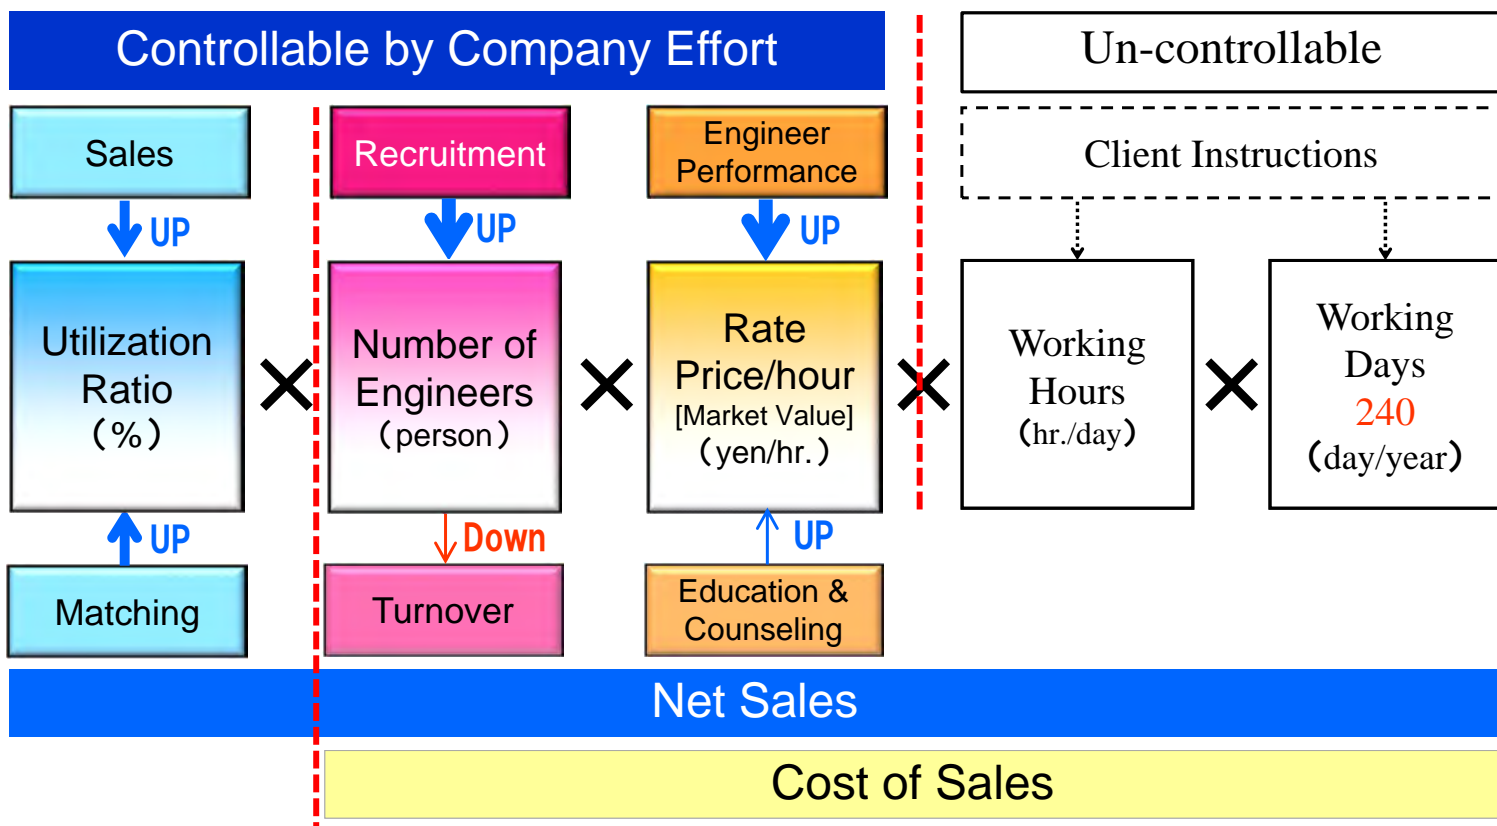 Controllable by Company Effort
Un-controllable
Sales
Recruitment
Engineer
Performance
Client Instructions
UP
UP
UP
Utilization
Ratio
(%)
×
Number of
Engineers
(person)
×
Rate
Price/hour
[Market Value]
(yen/hr.)
×
Working
Hours
(hr./day)
×
Working
Days
240
(day/year)
UP
Down
UP
Matching
Turnover
Education &
Counseling
Net Sales
Cost of Sales